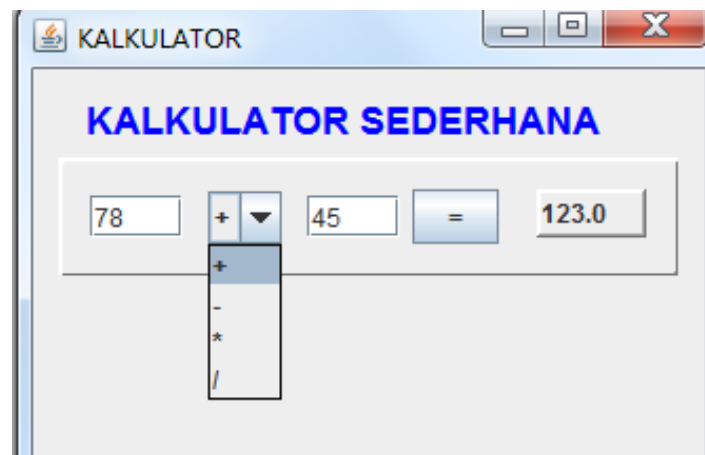 KALKULATOR
KALKULATOR SEDERHANA
78 + 45 = 123.0
+
-
*
/